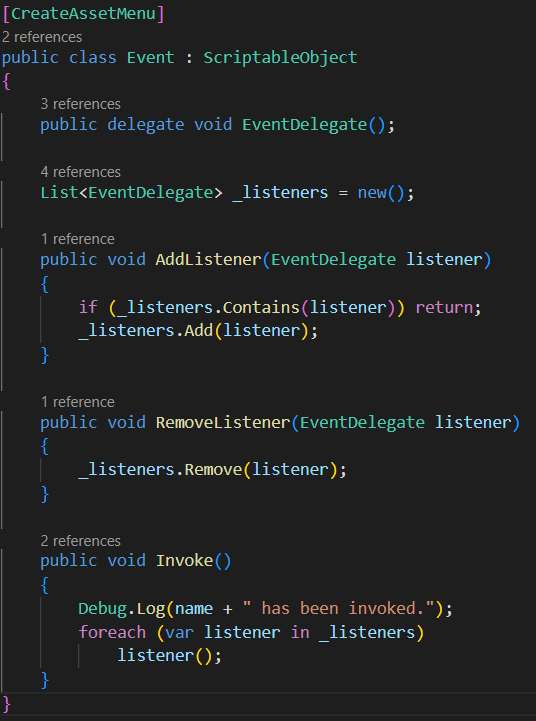 [CreateAssetMenu]
2 references
public class Event : ScriptableObject
{
3 references
public delegate void EventDelegate();
4 references
List<EventDelegate> _listeners = new();
1 reference
public void AddListener(EventDelegate listener)
{
if (_listeners.Contains(listener)) return;
_listeners.Add(listener);
}
1 reference
public void RemoveListener(EventDelegate listener)
{
_listeners.Remove(listener);
}
2 references
public void Invoke()
{
Debug.Log(name + " has been invoked.");
foreach (var listener in _listeners)
listener();
}
}